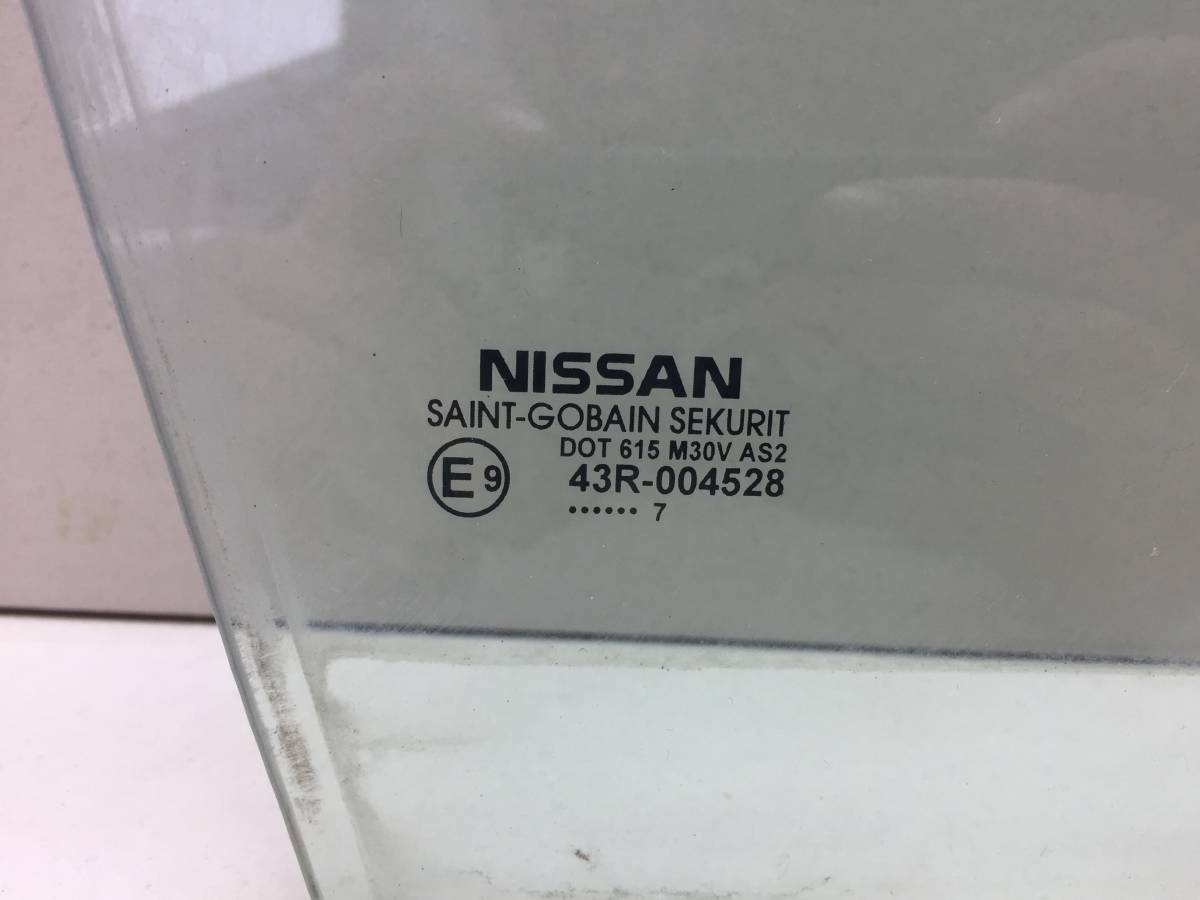 NISSAN
SAINT-GOBAIN SEKURIT
DOT 615 M30V AS2
E9 43R-004528
...... 7